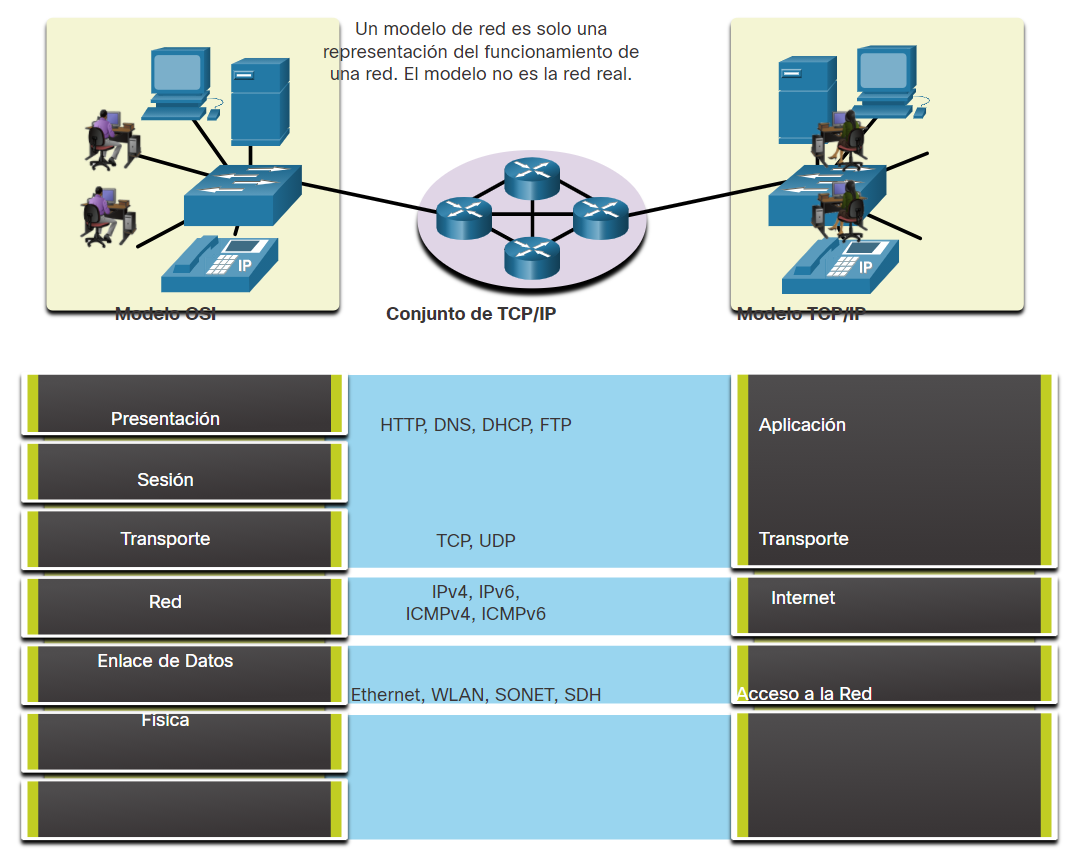 Un modelo de red es solo una
representación del funcionamiento de
una red. El modelo no es la red real.
IP
IP
Modelo OSI
Conjunto de TCP/IP
Modelo TCP/IP
Presentación
HTTP, DNS, DHCP, FTP
Aplicación
Sesión
Transporte
TCP, UDP
Transporte
Red
IPv4, IPv6,
ICMPv4, ICMPv6
Internet
Enlace de Datos
Ethernet, WLAN, SONET, SDH
Acceso a la Red
Física